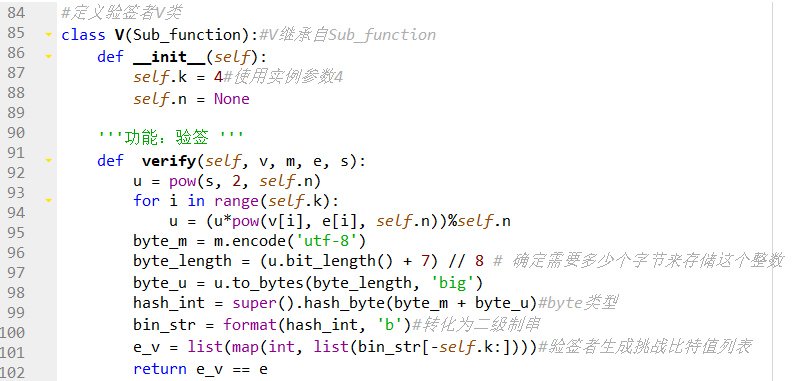 84 #定义验签者V类
85 class V(Sub_function):#V继承自Sub_function
86     def __init__(self):
87         self.k = 4#使用实例参数4
88         self.n = None
89
90     '''功能：验签 '''
91     def  verify(self, v, m, e, s):
92         u = pow(s, 2, self.n)
93         for i in range(self.k):
94             u = (u*pow(v[i], e[i], self.n))%self.n
95         byte_m = m.encode('utf-8')
96         byte_length = (u.bit_length() + 7) // 8 # 确定需要多少个字节来存储这个整数
97         byte_u = u.to_bytes(byte_length, 'big')
98         hash_int = super().hash_byte(byte_m + byte_u)#byte类型
99         bin_str = format(hash_int, 'b')#转化为二级制串
100         e_v = list(map(int, list(bin_str[-self.k:])))#验签者生成挑战比特值列表
101         return e_v == e
102